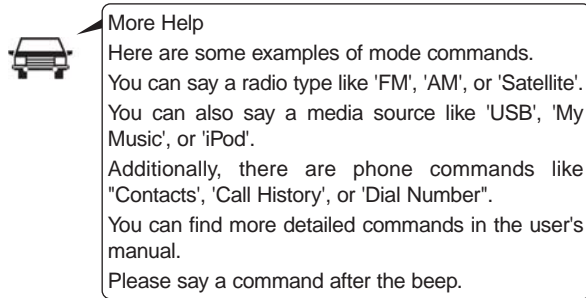 More Help
Here are some examples of mode commands.
You can say a radio type like 'FM', 'AM', or 'Satellite'.
You can also say a media source like 'USB', 'My
Music', or 'iPod'.
Additionally, there are phone commands like
"Contacts', 'Call History', or 'Dial Number".
You can find more detailed commands in the user's
manual.
Please say a command after the beep.